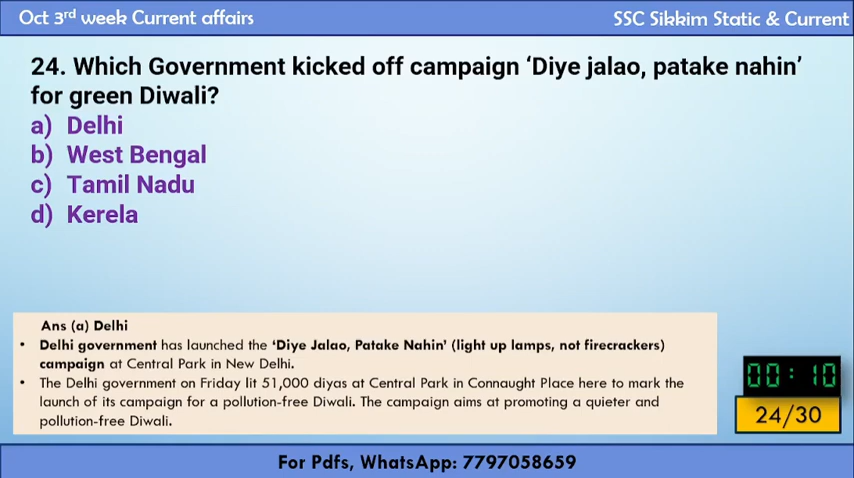 Oct 3rd week Current affairs
SSC Sikkim Static & Current
24. Which Government kicked off campaign ‘Diye jalao, patake nahin’
for green Diwali?
a) Delhi
b) West Bengal
c) Tamil Nadu
d) Kerela
Ans (a) Delhi
• Delhi government has launched the ‘Diye Jalao, Patake Nahin’ (light up lamps, not firecrackers)
campaign at Central Park in New Delhi.
• The Delhi government on Friday lit 51,000 diyas at Central Park in Connaught Place here to mark the
launch of its campaign for a pollution-free Diwali. The campaign aims at promoting a quieter and
pollution-free Diwali.
00:10
24/30
For Pdfs, WhatsApp: 7797058659